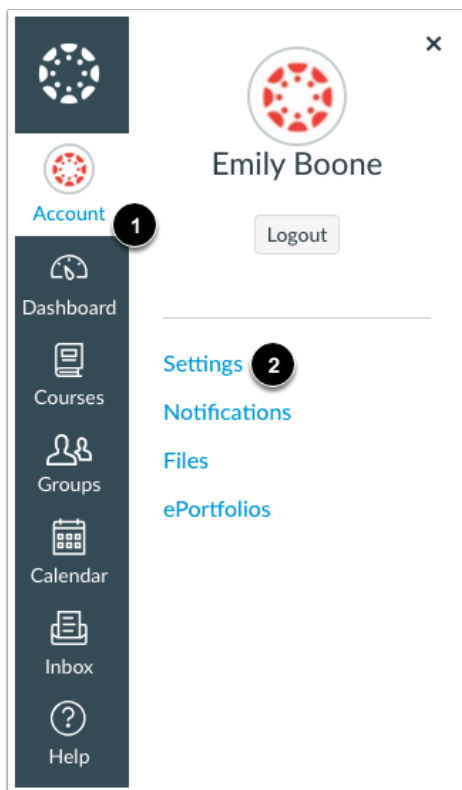 Account
1
Dashboard
Courses
Groups
Calendar
Inbox
?
Help
×
Emily Boone
Logout
Settings 2
Notifications
Files
ePortfolios